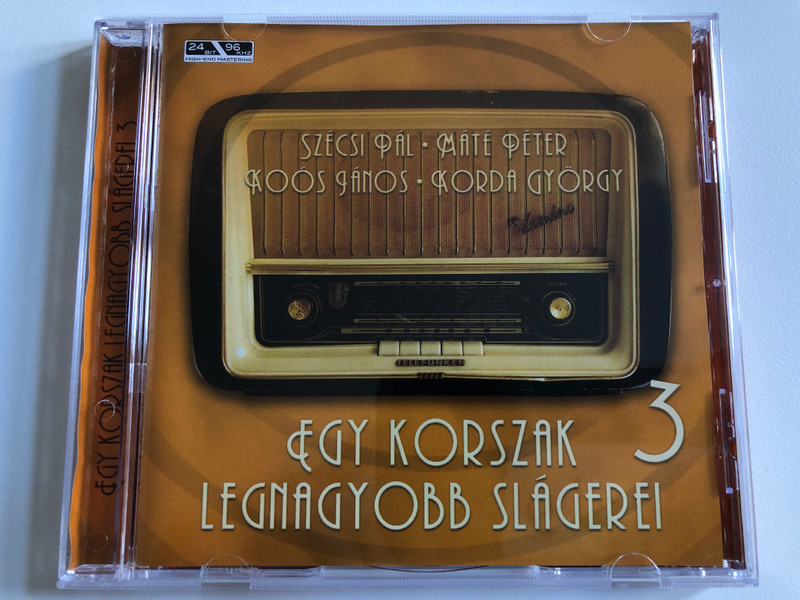 24 96
BIT KHZ
HIGH-END MASTERING
SZÉCSI PÁL • MÁTÉ PÉTER
KOÓS JÁNOS • KORDA GYÖRGY
TELEFUNKEN
3
EGY KORSZAK
LEGNAGYOBB SLÁGEREI
EGY KORSZAK LEGNAGYOBB SLÁGEREI 3